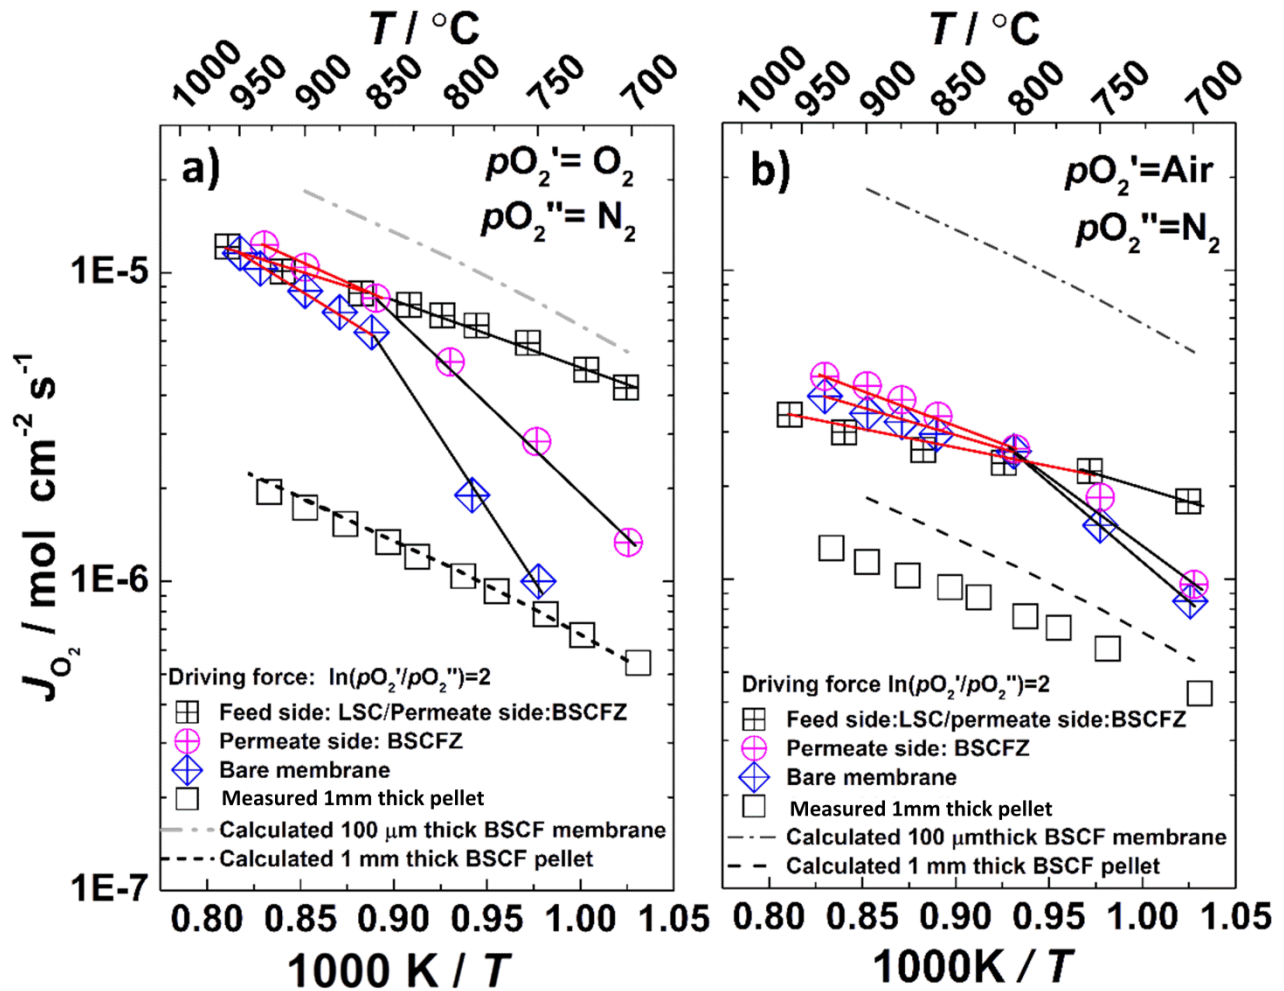 T / °C
1000 950 900 850 800 750 700
a)
pO2'= O2
pO2"= N2
1E-5
1E-6
1E-7
JO2 / mol cm-2 s-1
Driving force: ln(pO2'/pO2")=2
Feed side: LSC/Permeate side:BSCFZ
Permeate side: BSCFZ
Bare membrane
Measured 1mm thick pellet
Calculated 100 μm thick BSCF membrane
Calculated 1 mm thick BSCF pellet
0.80 0.85 0.90 0.95 1.00 1.05
1000 K / T
T / °C
1000 950 900 850 800 750 700
b)
pO2'=Air
pO2"=N2
Driving force ln(pO2'/pO2")=2
Feed side:LSC/permeate side:BSCFZ
Permeate side: BSCFZ
Bare membrane
Measured 1mm thick pellet
Calculated 100 μmthick BSCF membrane
Calculated 1 mm thick BSCF pellet
0.80 0.85 0.90 0.95 1.00 1.05
1000K / T